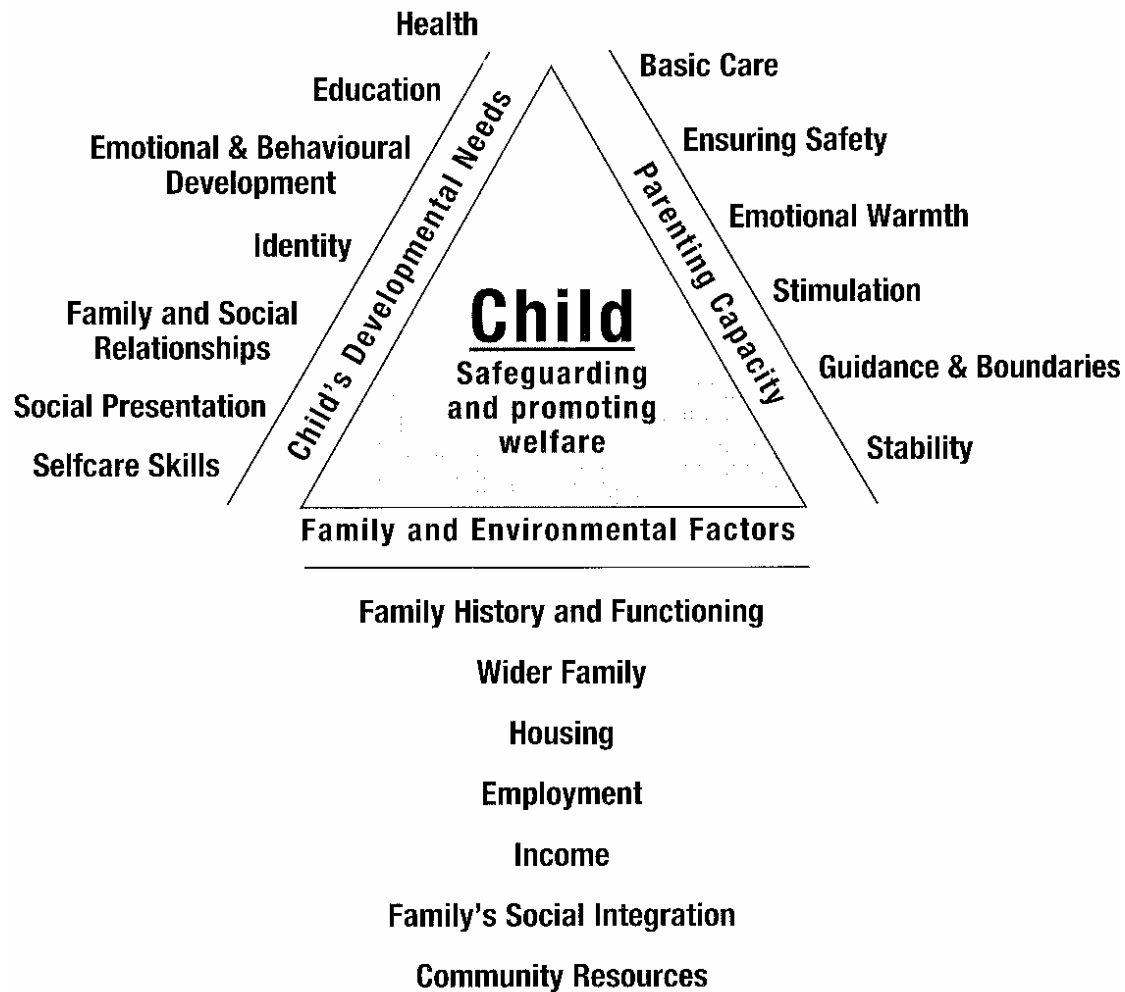 Health
Education
Emotional & Behavioural
Development
Identity
Family and Social
Relationships
Social Presentation
Selfcare Skills
Child's Developmental Needs
Basic Care
Ensuring Safety
Emotional Warmth
Stimulation
Guidance & Boundaries
Stability
Parenting Capacity
Child
Safeguarding
and promoting
welfare
Family and Environmental Factors
Family History and Functioning
Wider Family
Housing
Employment
Income
Family's Social Integration
Community Resources